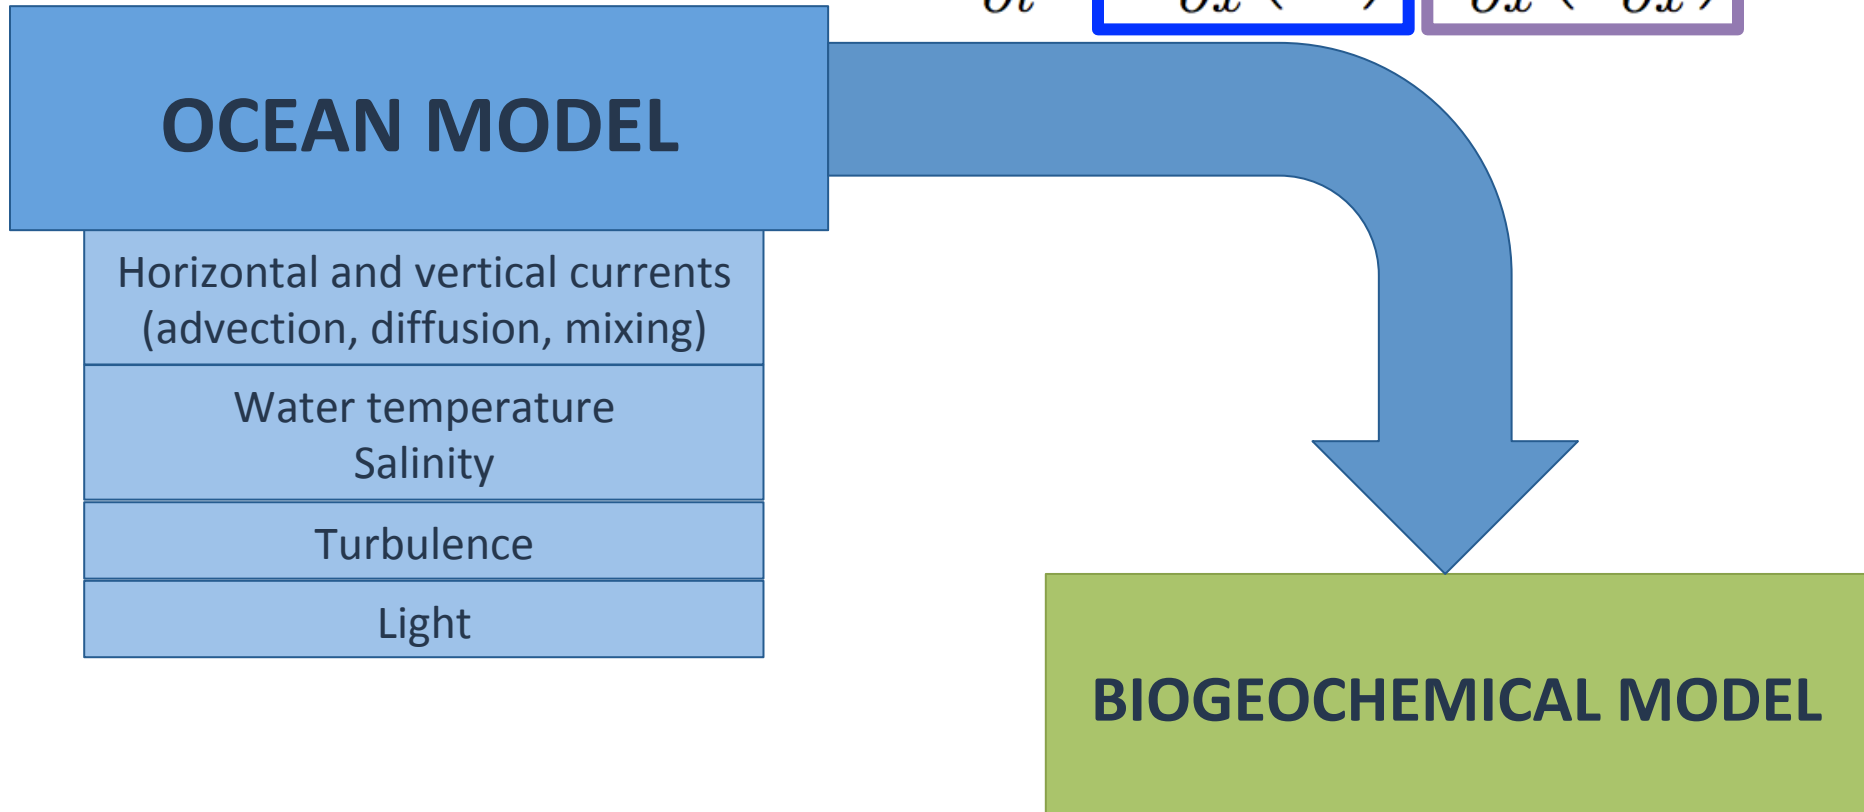 OCEAN MODEL
Horizontal and vertical currents
(advection, diffusion, mixing)
Water temperature
Salinity
Turbulence
Light
BIOGEOCHEMICAL MODEL